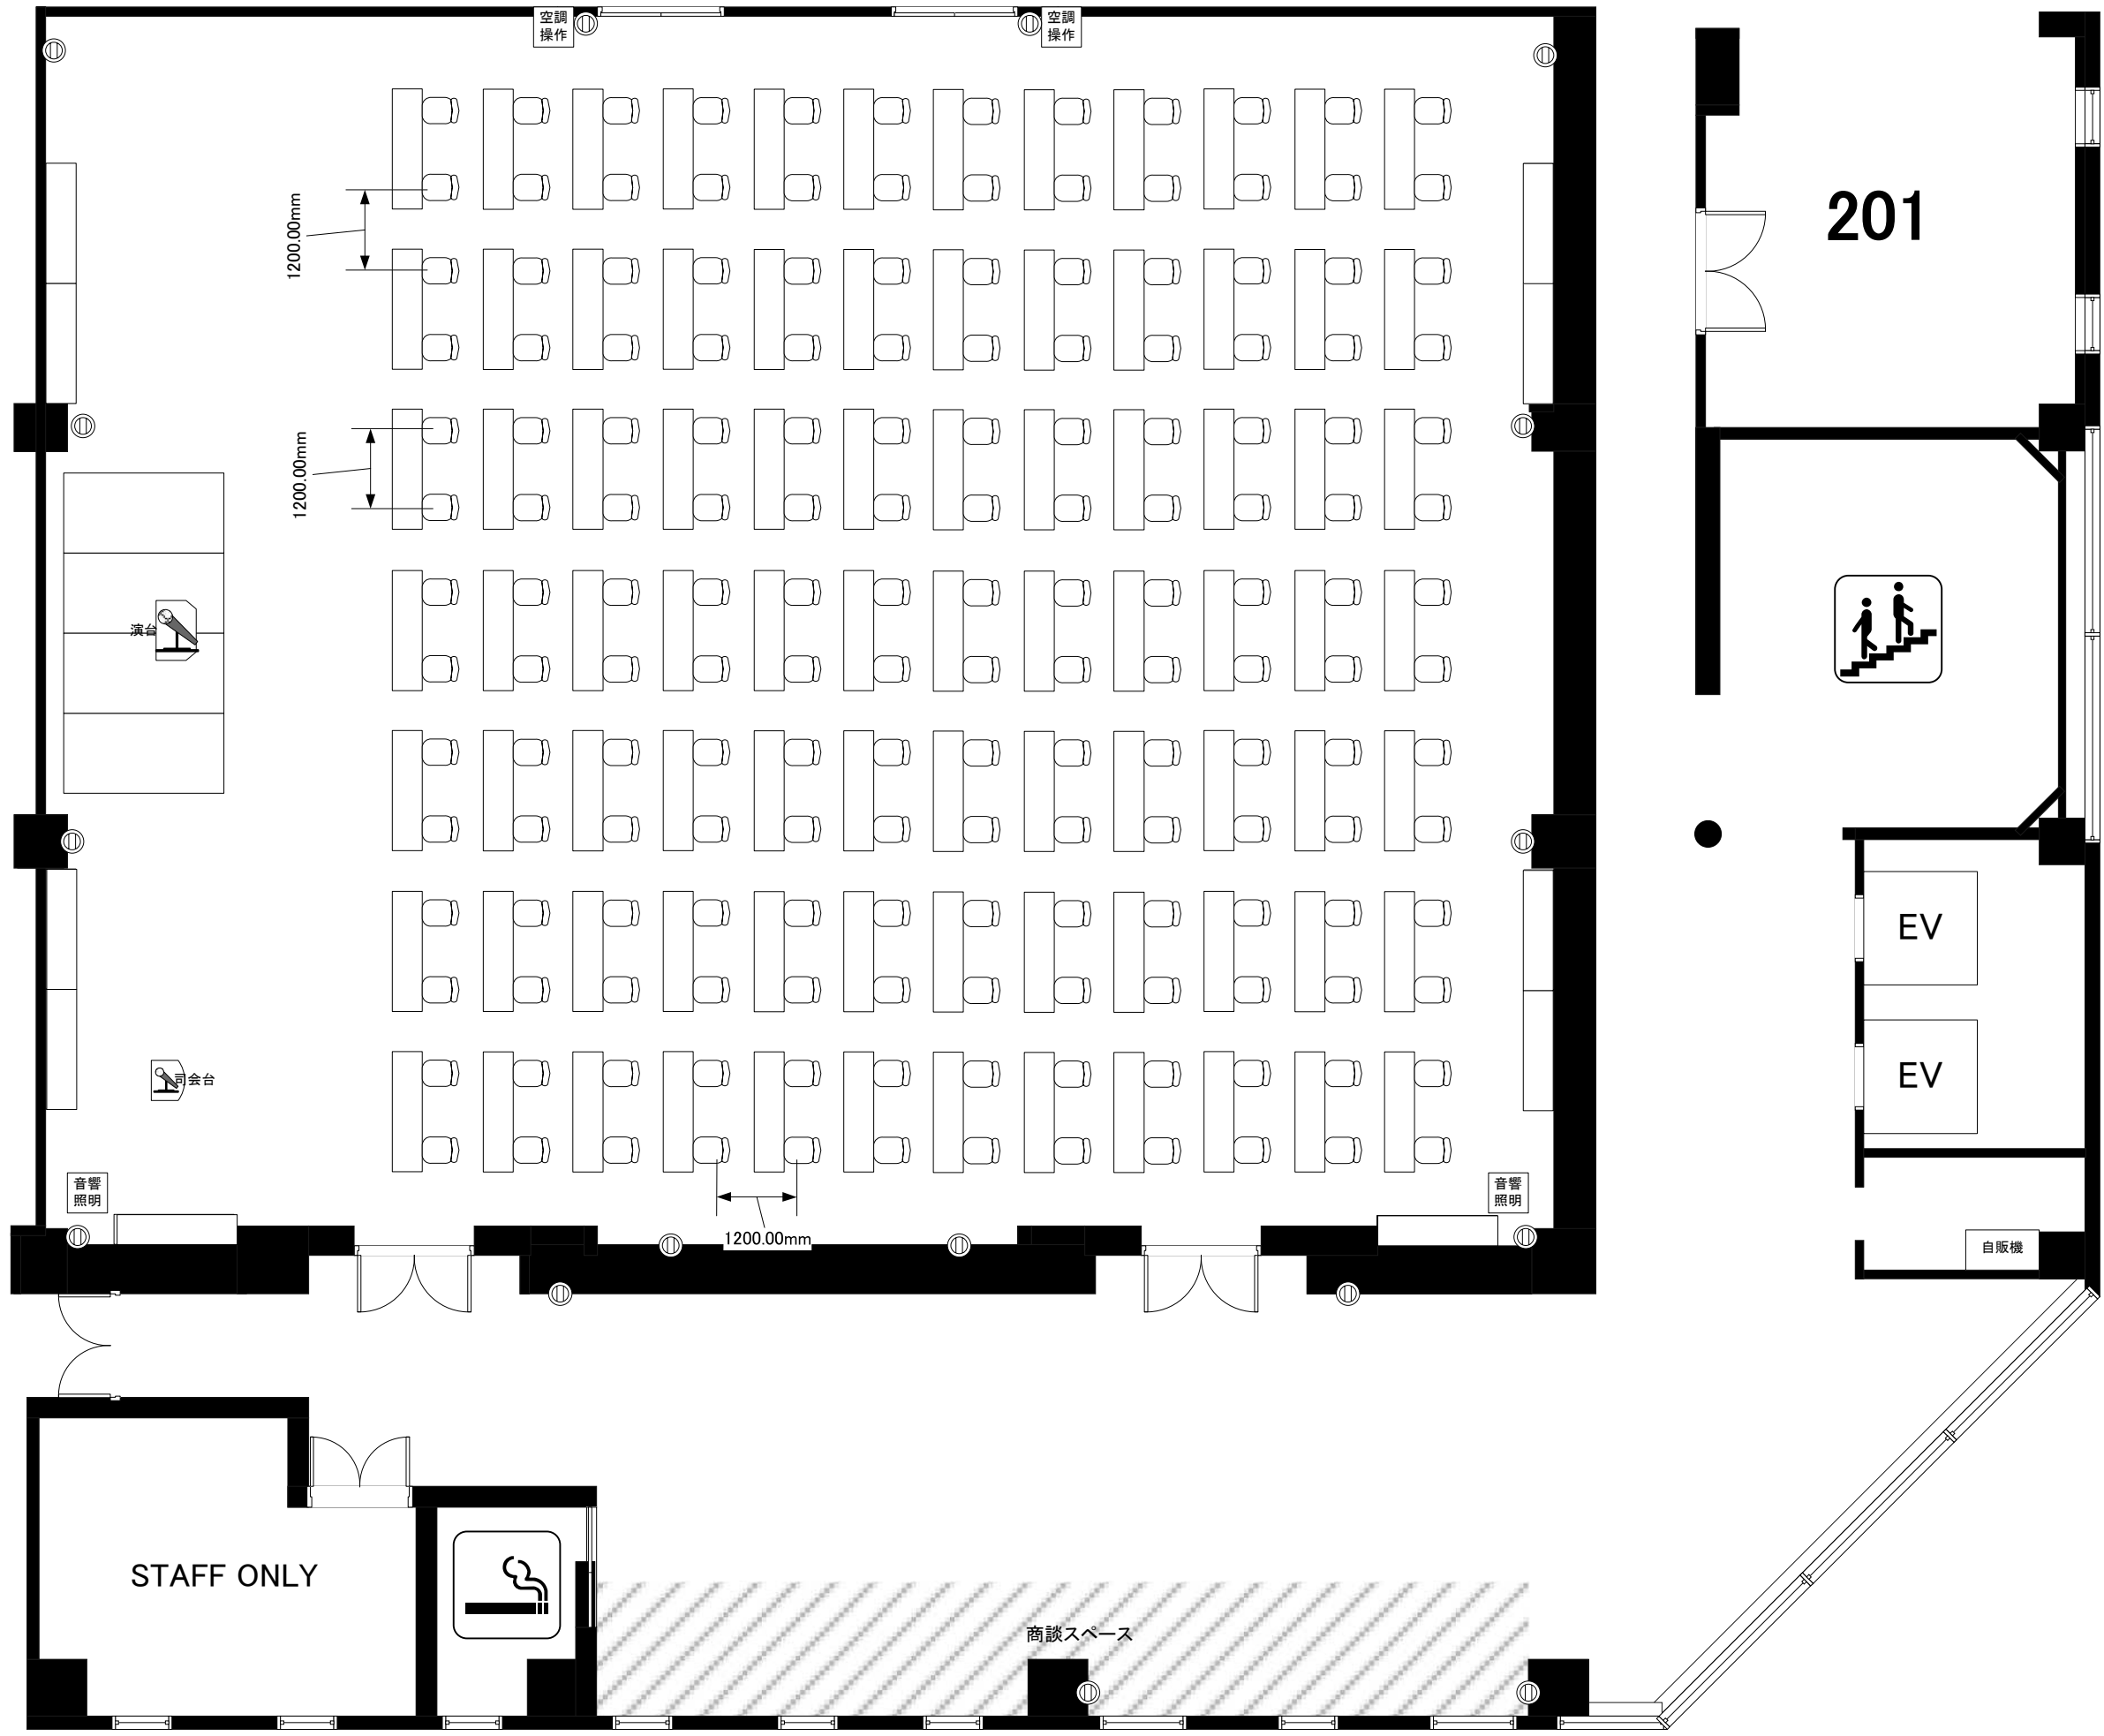 空調
操作
空調
操作
201
1200.00mm
1200.00mm
演台
EV
EV
司会台
音響
照明
音響
照明
1200.00mm
自販機
STAFF ONLY
商談スペース